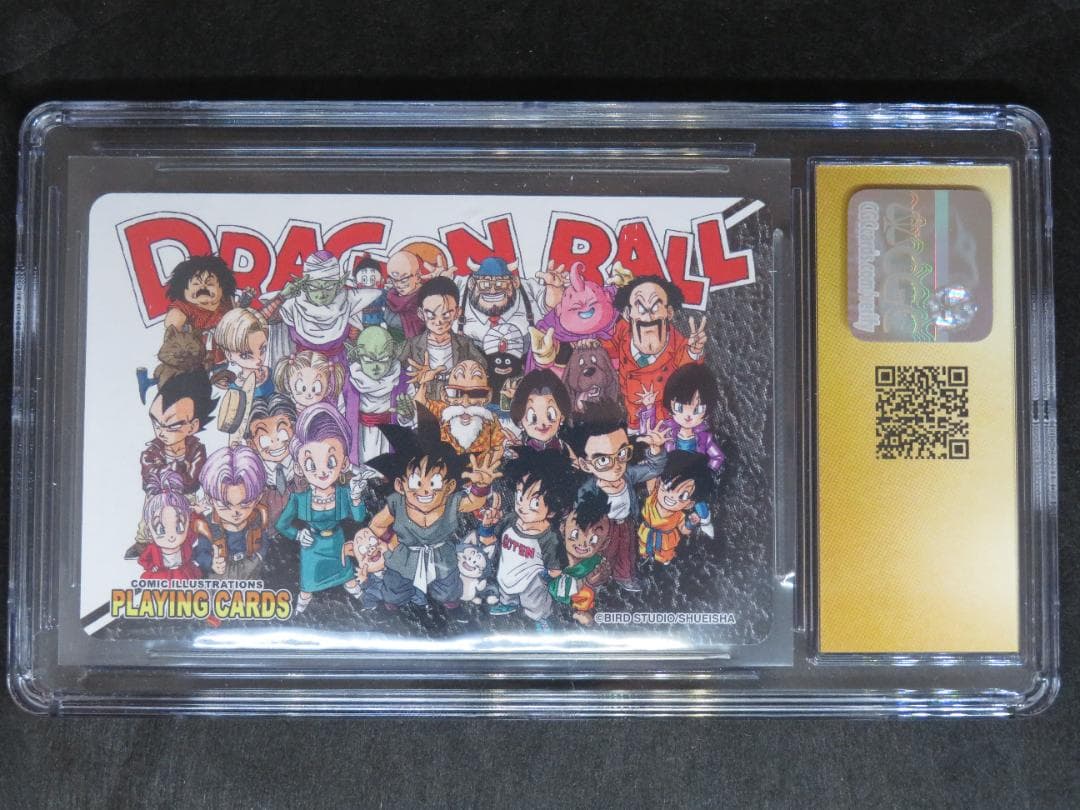 DRAGON BALL
GOTEN
COMIC ILLUSTRATIONS
PLAYING CARDS
©BIRD STUDIO/SHUEISHA